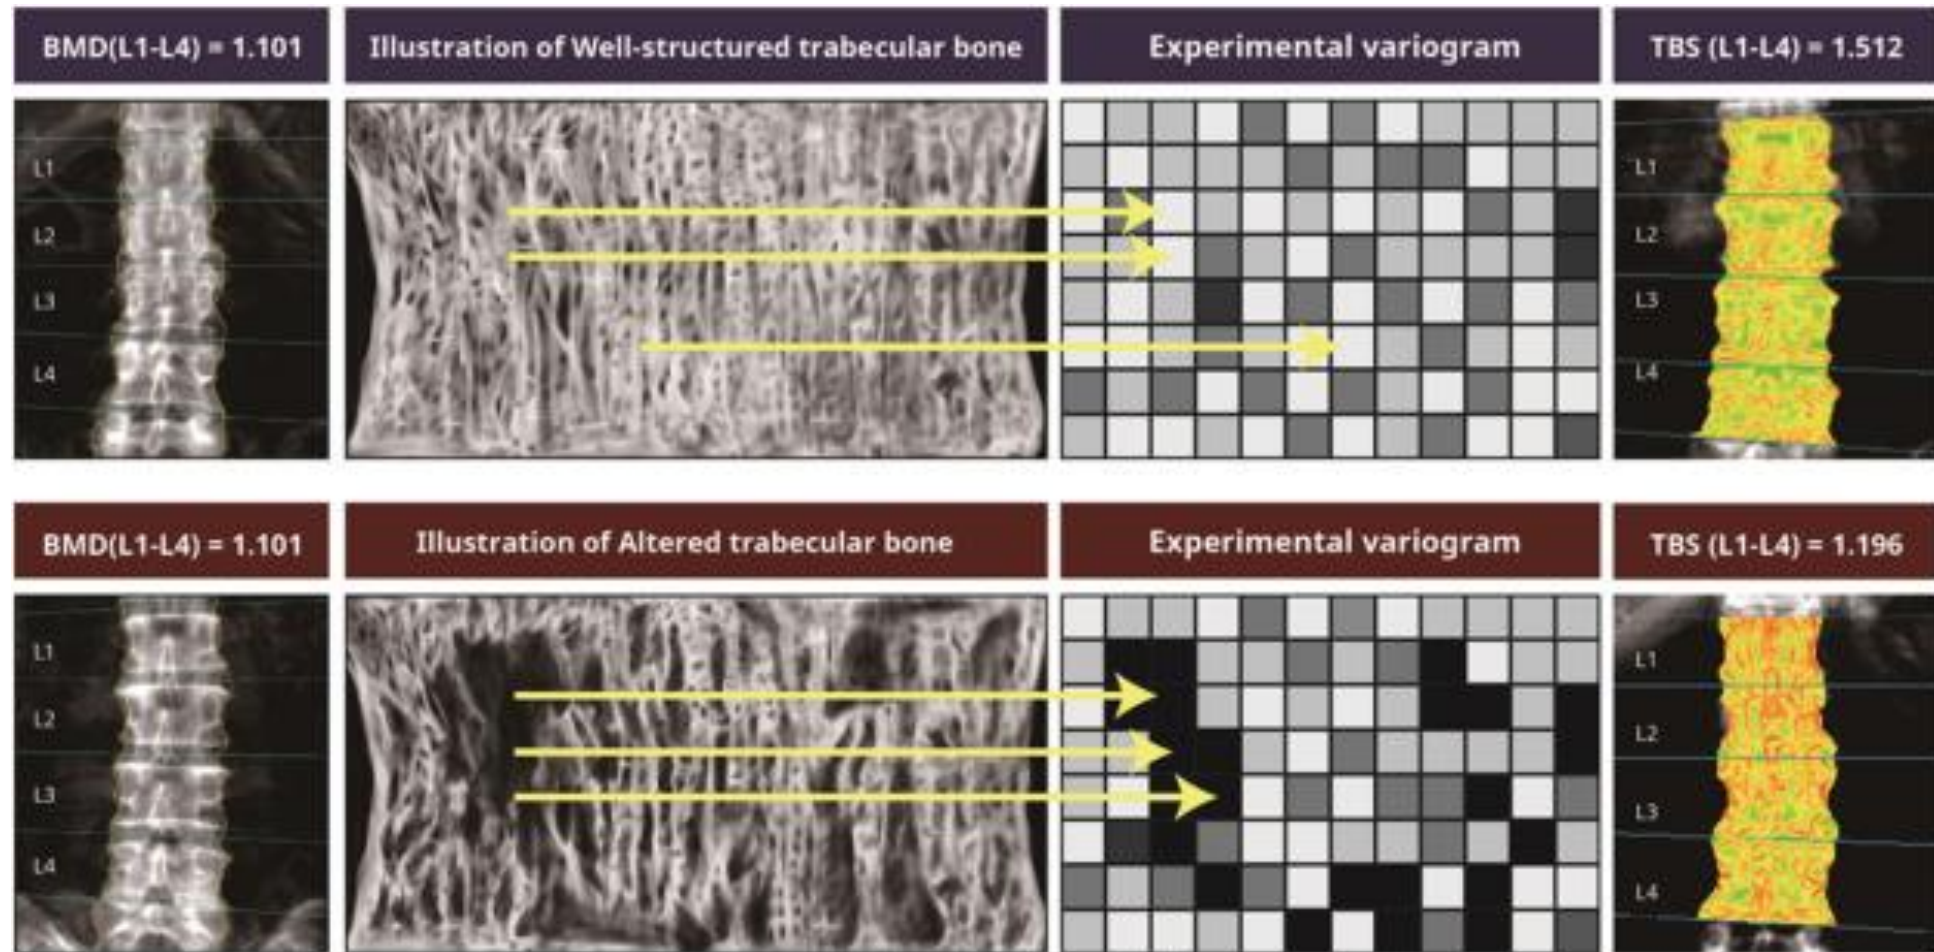 BMD(L1-L4) = 1.101
Illustration of Well-structured trabecular bone
Experimental variogram
TBS (L1-L4) = 1.512
L1
L2
L3
L4
L1
L2
L3
L4
BMD(L1-L4) = 1.101
Illustration of Altered trabecular bone
Experimental variogram
TBS (L1-L4) = 1.196
L1
L2
L3
L4
L1
L2
L3
L4